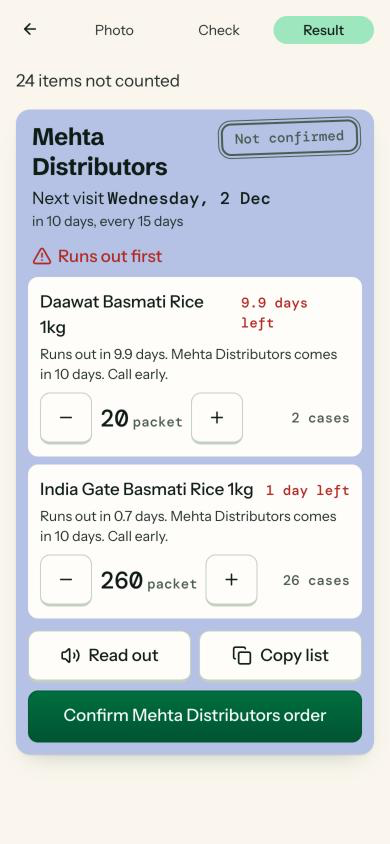 Photo
Check
Result
24 items not counted
Mehta
Distributors
Not confirmed
Next visit Wednesday, 2 Dec
in 10 days, every 15 days
Runs out first
Daawat Basmati Rice
1kg
9.9 days
left
Runs out in 9.9 days. Mehta Distributors comes
in 10 days. Call early.
− 20 packet + 2 cases
India Gate Basmati Rice 1kg 1 day left
Runs out in 0.7 days. Mehta Distributors comes
in 10 days. Call early.
− 260 packet + 26 cases
Read out
Copy list
Confirm Mehta Distributors order